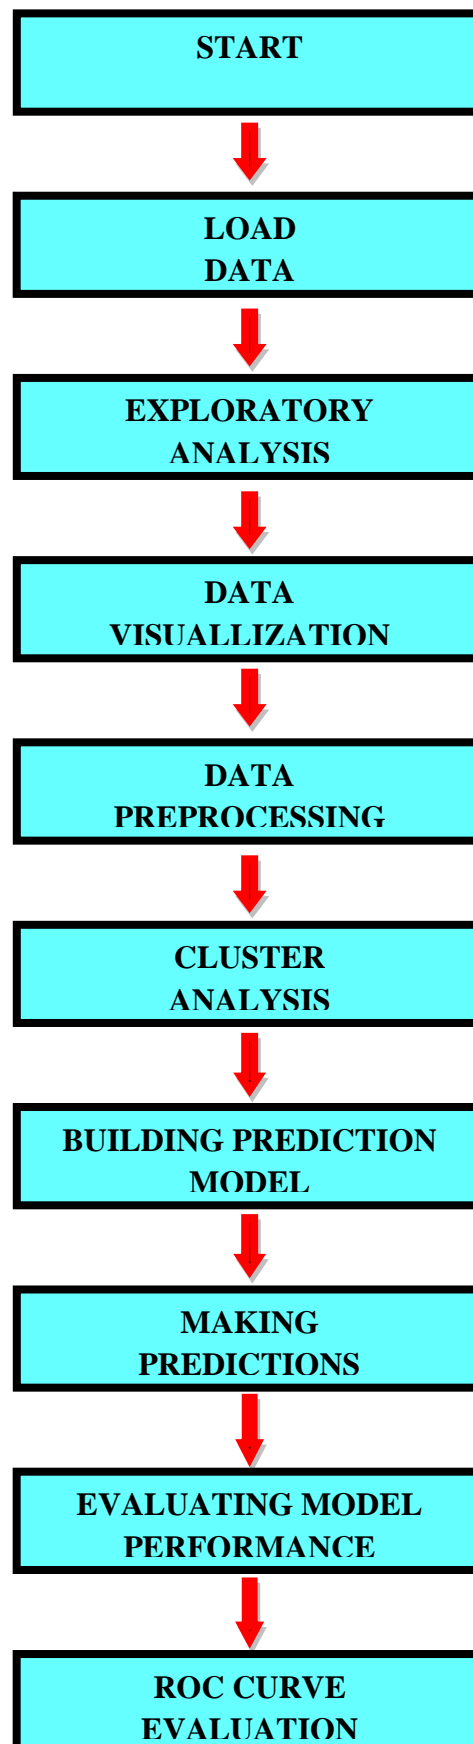 START
LOAD
DATA
EXPLORATORY
ANALYSIS
DATA
VISUALLIZATION
DATA
PREPROCESSING
CLUSTER
ANALYSIS
BUILDING PREDICTION
MODEL
MAKING
PREDICTIONS
EVALUATING MODEL
PERFORMANCE
ROC CURVE
EVALUATION